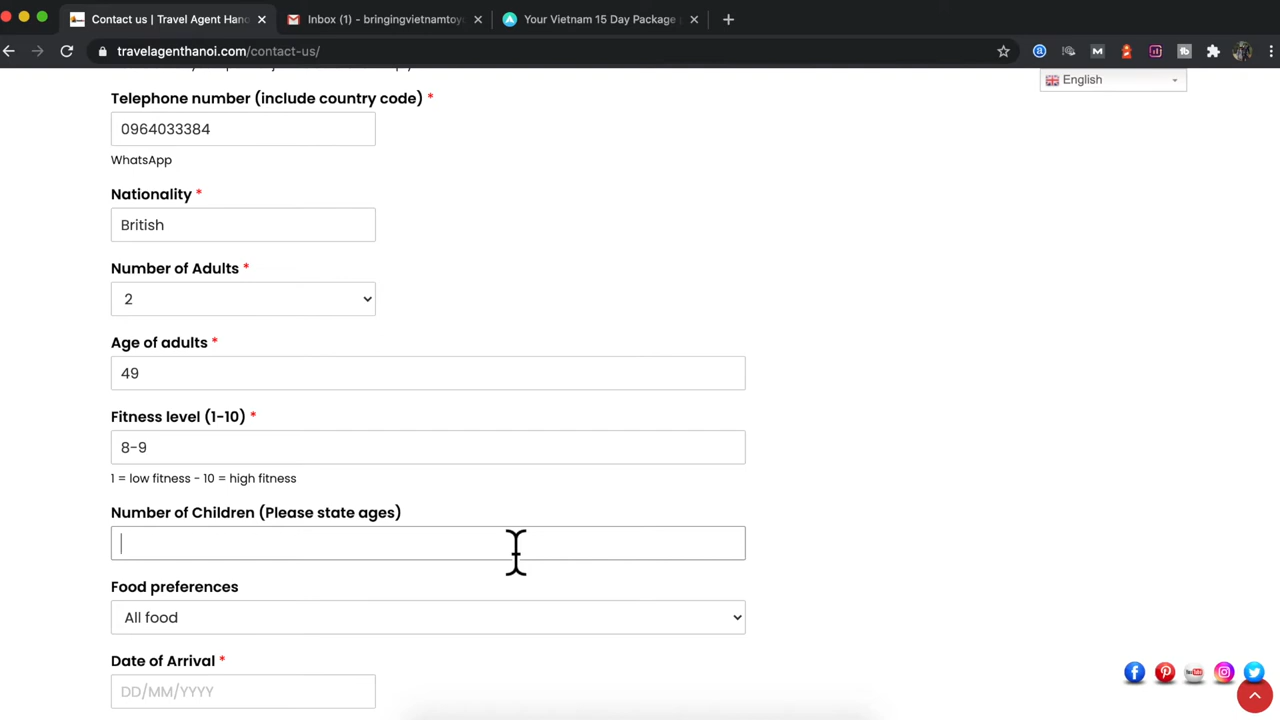 Contact us | Travel Agent Hano
Inbox (1) - bringingvietnamtoy
Your Vietnam 15 Day Package
travelagenthanoi.com/contact-us/
English
Telephone number (include country code) *
0964033384
WhatsApp
Nationality *
British
Number of Adults *
2
Age of adults *
49
Fitness level (1-10) *
8-9
1 = low fitness - 10 = high fitness
Number of Children (Please state ages)
Food preferences
All food
Date of Arrival *
DD/MM/YYYY